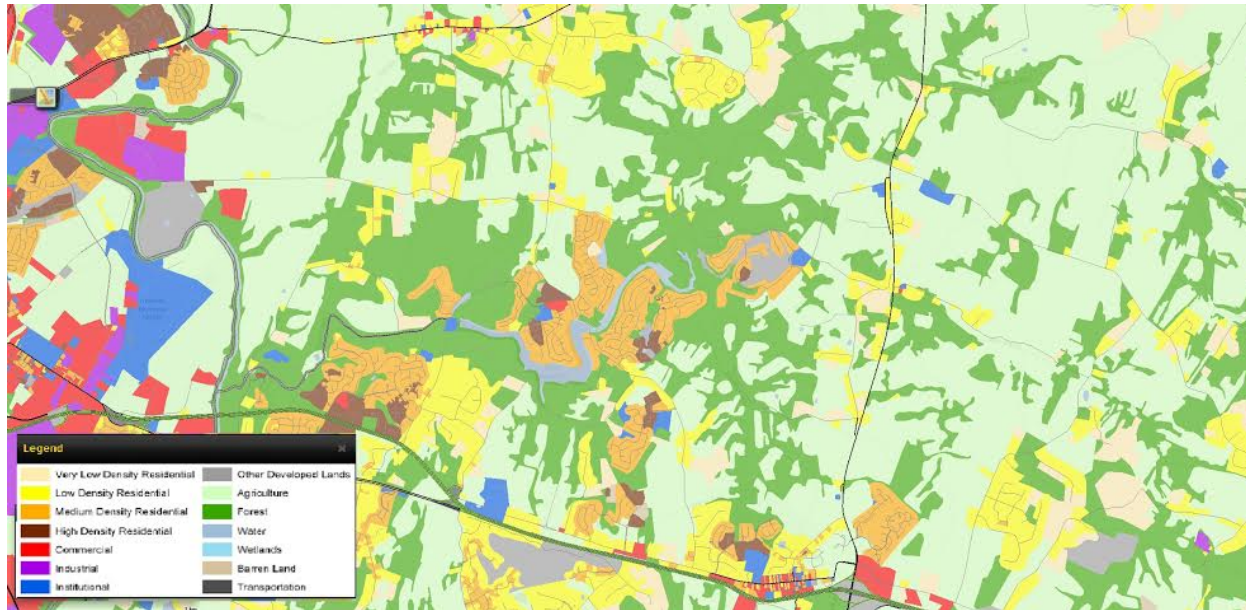 Legend
Very Low Density Residential
Other Developed Lands
Low Density Residential
Agriculture
Medium Density Residential
Forest
High Density Residential
Water
Commercial
Wetlands
Industrial
Barren Land
Institutional
Transportation